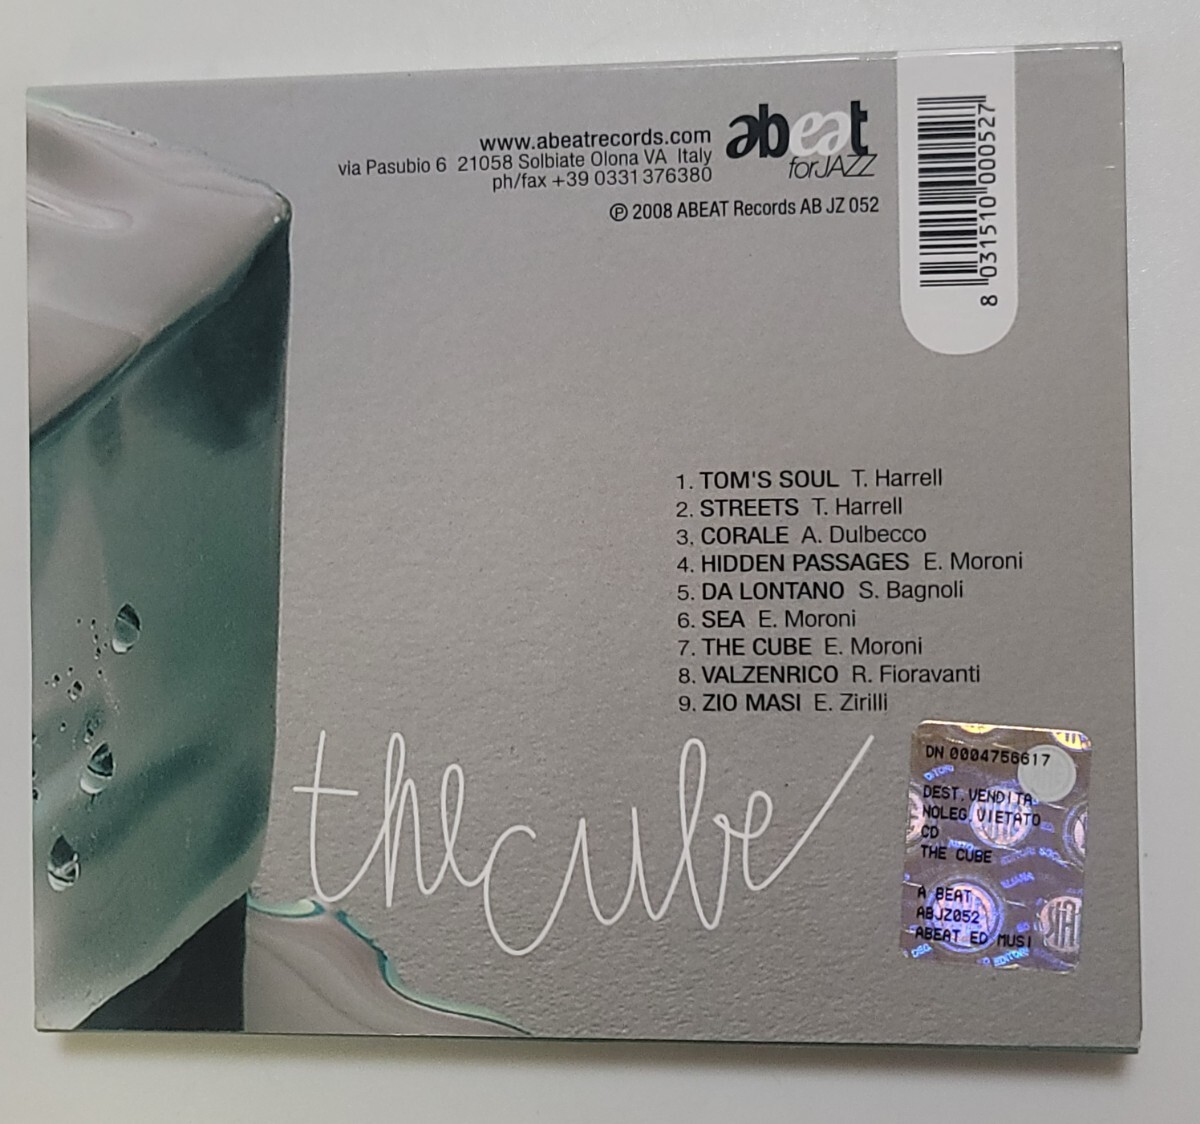 www.abeatrecords.com
via Pasubio 6 21058 Solbiate Olona VA Italy
ph/fax +39 0331 376380
abeat
for JAZZ
℗ 2008 ABEAT Records AB JZ 052
8 031510 000527
1. TOM'S SOUL T. Harrell
2. STREETS T. Harrell
3. CORALE A. Dulbecco
4. HIDDEN PASSAGES E. Moroni
5. DA LONTANO S. Bagnoli
6. SEA E. Moroni
7. THE CUBE E. Moroni
8. VALZENRICO R. Fioravanti
9. ZIO MASI E. Zirilli
the cube
DN 0004756617
DEST.VENDITA
NOLEG.VIETATO
CD
THE CUBE
A BEAT
ABJZ052
ABEAT ED MUSI